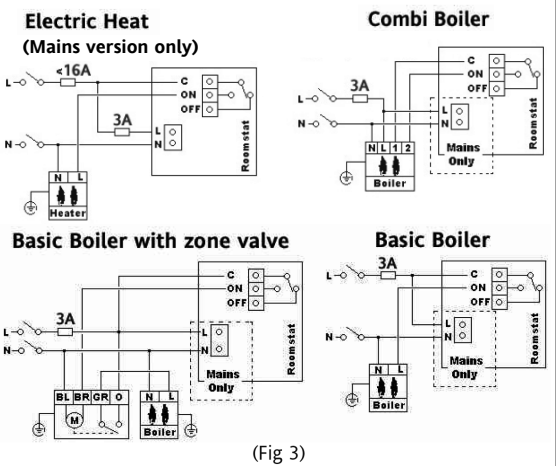 Electric Heat
(Mains version only)
<16A
L
C
ON
OFF
3A
L
N
N
Roomstat
N L
Heater
Combi Boiler
3A
L
N
C
ON
OFF
L
N
Roomstat
N L 1 2
Boiler
Mains
Only
Basic Boiler with zone valve
3A
L
N
C
ON
OFF
L
N
Roomstat
Mains
Only
BL BR GR O
M
N L
Boiler
Basic Boiler
3A
L
N
C
ON
OFF
L
N
Roomstat
Mains
Only
N L
Boiler
(Fig 3)